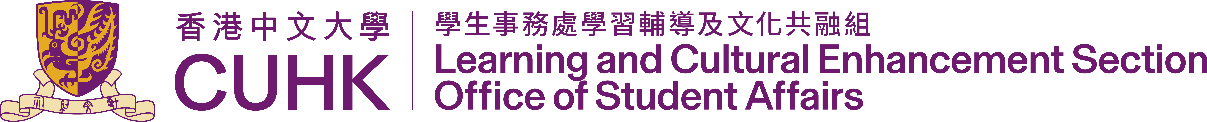 香港中文大學
CUHK
學生事務處學習輔導及文化共融組
Learning and Cultural Enhancement Section
Office of Student Affairs